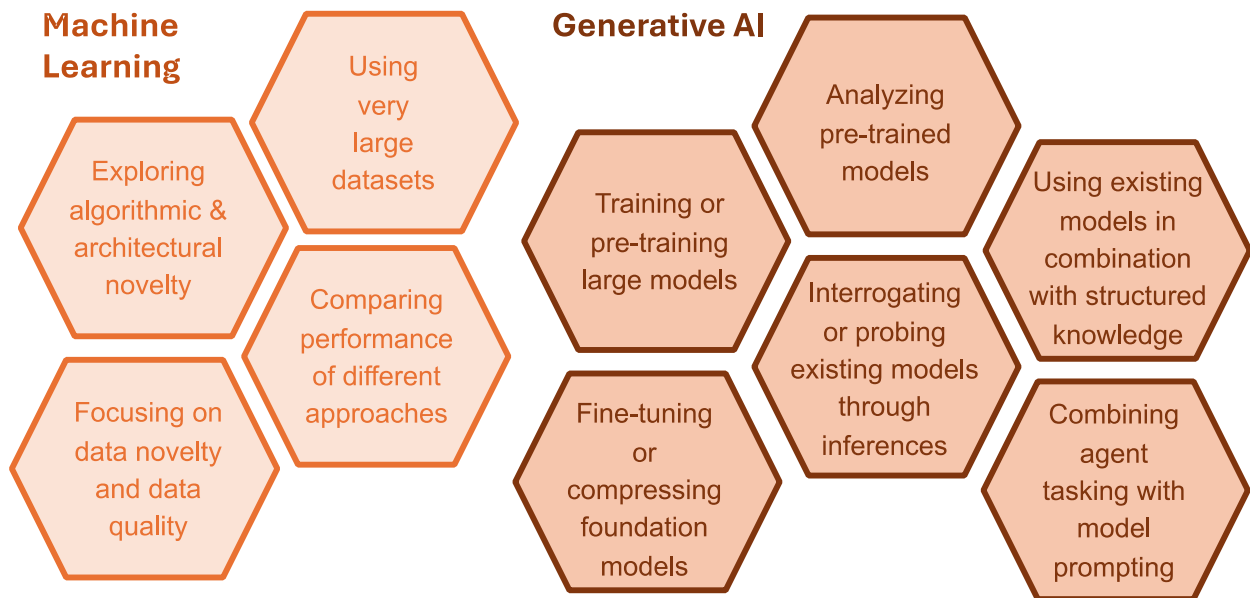 Machine
Learning
Using
very
large
datasets
Exploring
algorithmic &
architectural
novelty
Comparing
performance
of different
approaches
Focusing on
data novelty
and data
quality
Generative AI
Analyzing
pre-trained
models
Training or
pre-training
large models
Using existing
models in
combination
with structured
knowledge
Interrogating
or probing
existing models
through
inferences
Fine-tuning
or
compressing
foundation
models
Combining
agent
tasking with
model
prompting